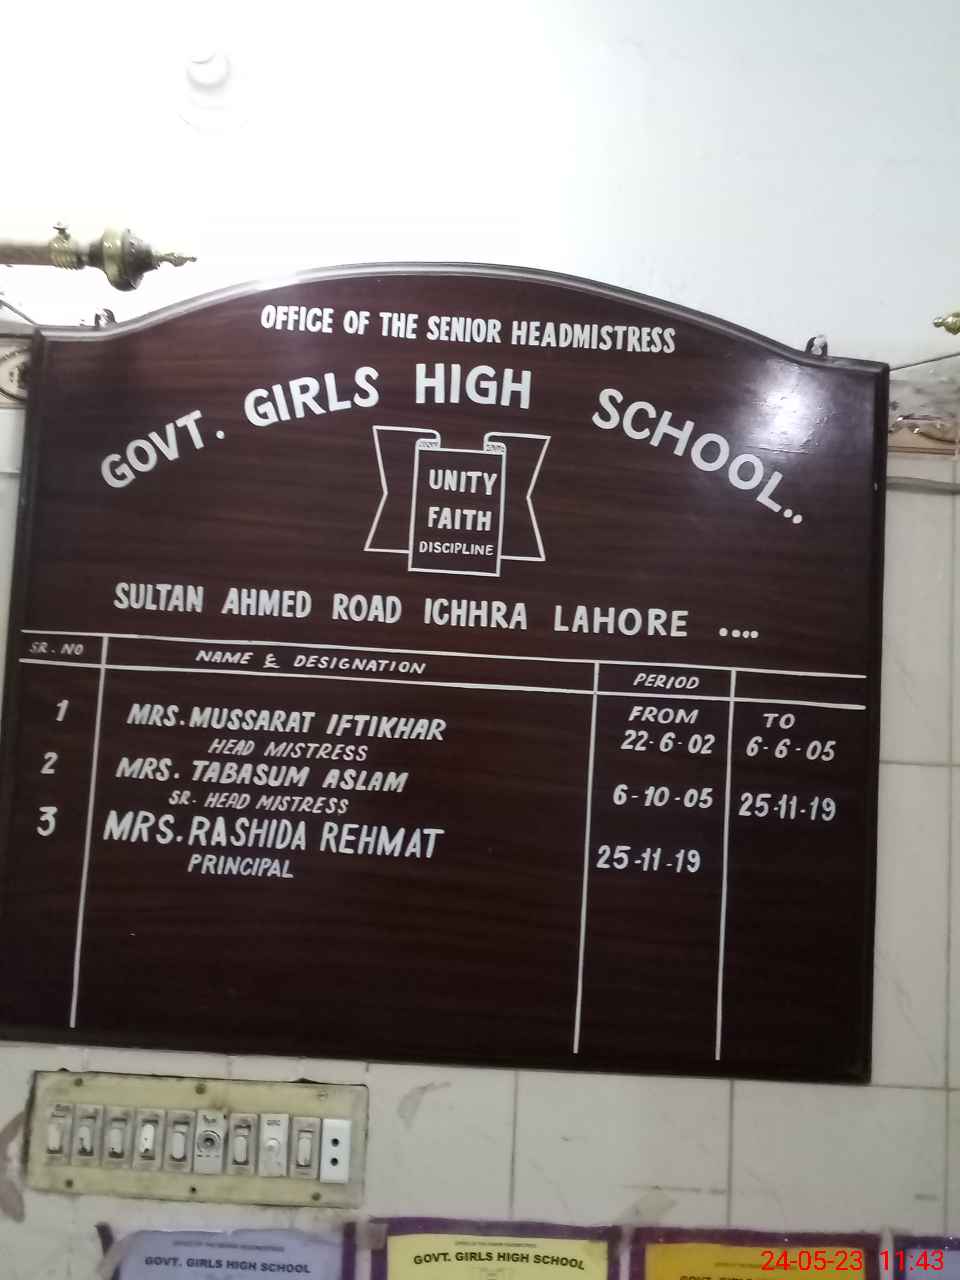 OFFICE OF THE SENIOR HEADMISTRESS
GOVT. GIRLS HIGH SCHOOL..
UNITY
FAITH
DISCIPLINE
SULTAN AHMED ROAD ICHHRA LAHORE ....
SR. NO NAME & DESIGNATION PERIOD
FROM TO
1 MRS. MUSSARAT IFTIKHAR 22-6-02 6-6-05
HEAD MISTRESS
2 MRS. TABASUM ASLAM 6-10-05 25-11-19
SR. HEAD MISTRESS
3 MRS. RASHIDA REHMAT 25-11-19
PRINCIPAL
GOVT. GIRLS HIGH SCHOOL GOVT. GIRLS HIGH SCHOOL
24-05-23 11:43